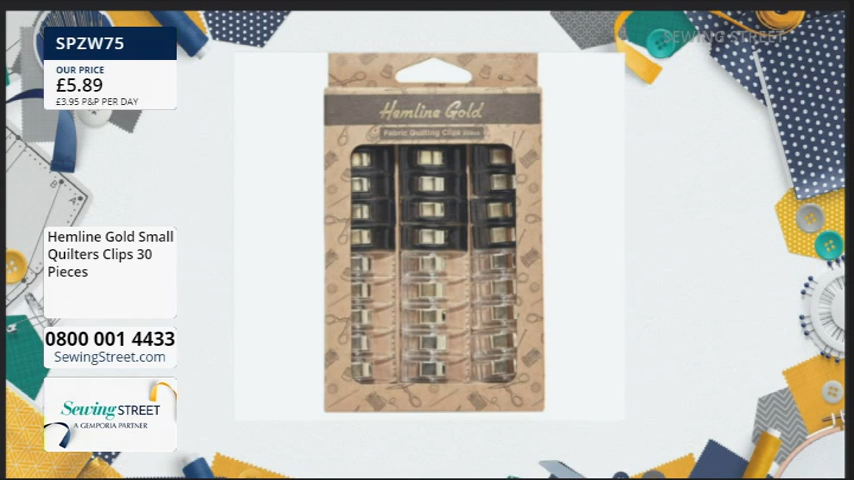 SPZW75
OUR PRICE
£5.89
£3.95 P&P PER DAY
Hemline Gold Small
Quilters Clips 30
Pieces
0800 001 4433
SewingStreet.com
Sewing STREET
A GEMPORIA PARTNER
SEWING STREET
Hemline Gold
Fabric Quilting Clips
B
A